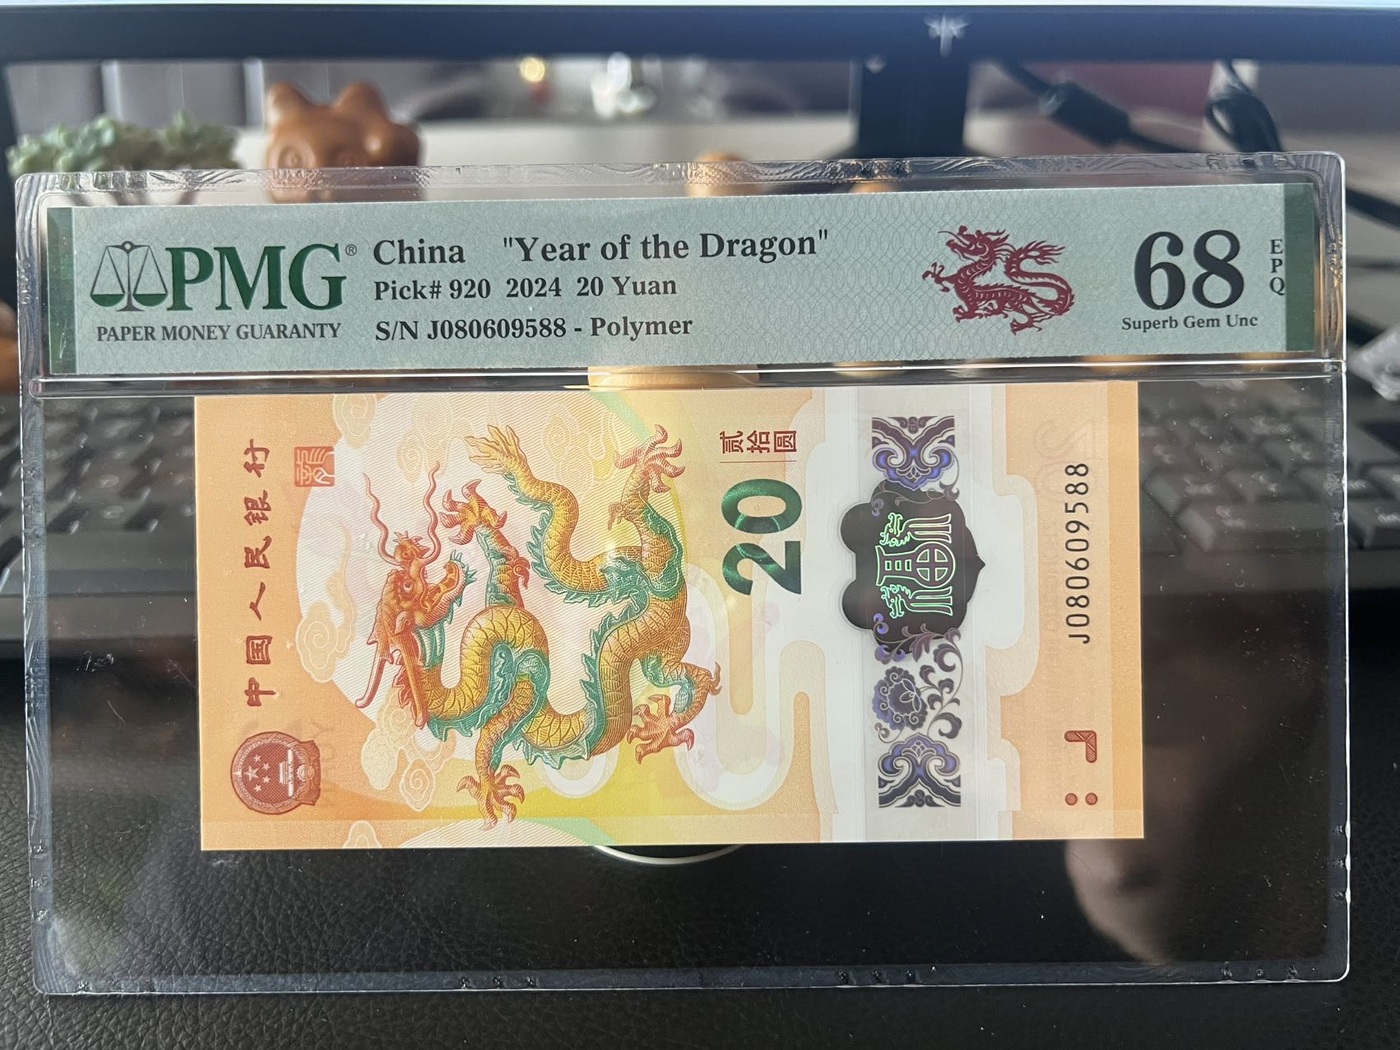 PMG®
PAPER MONEY GUARANTY
China "Year of the Dragon"
Pick# 920 2024 20 Yuan
S/N J080609588 - Polymer
68
EPQ
Superb Gem Unc
中国人民银行
贰拾圆
20
J080609588